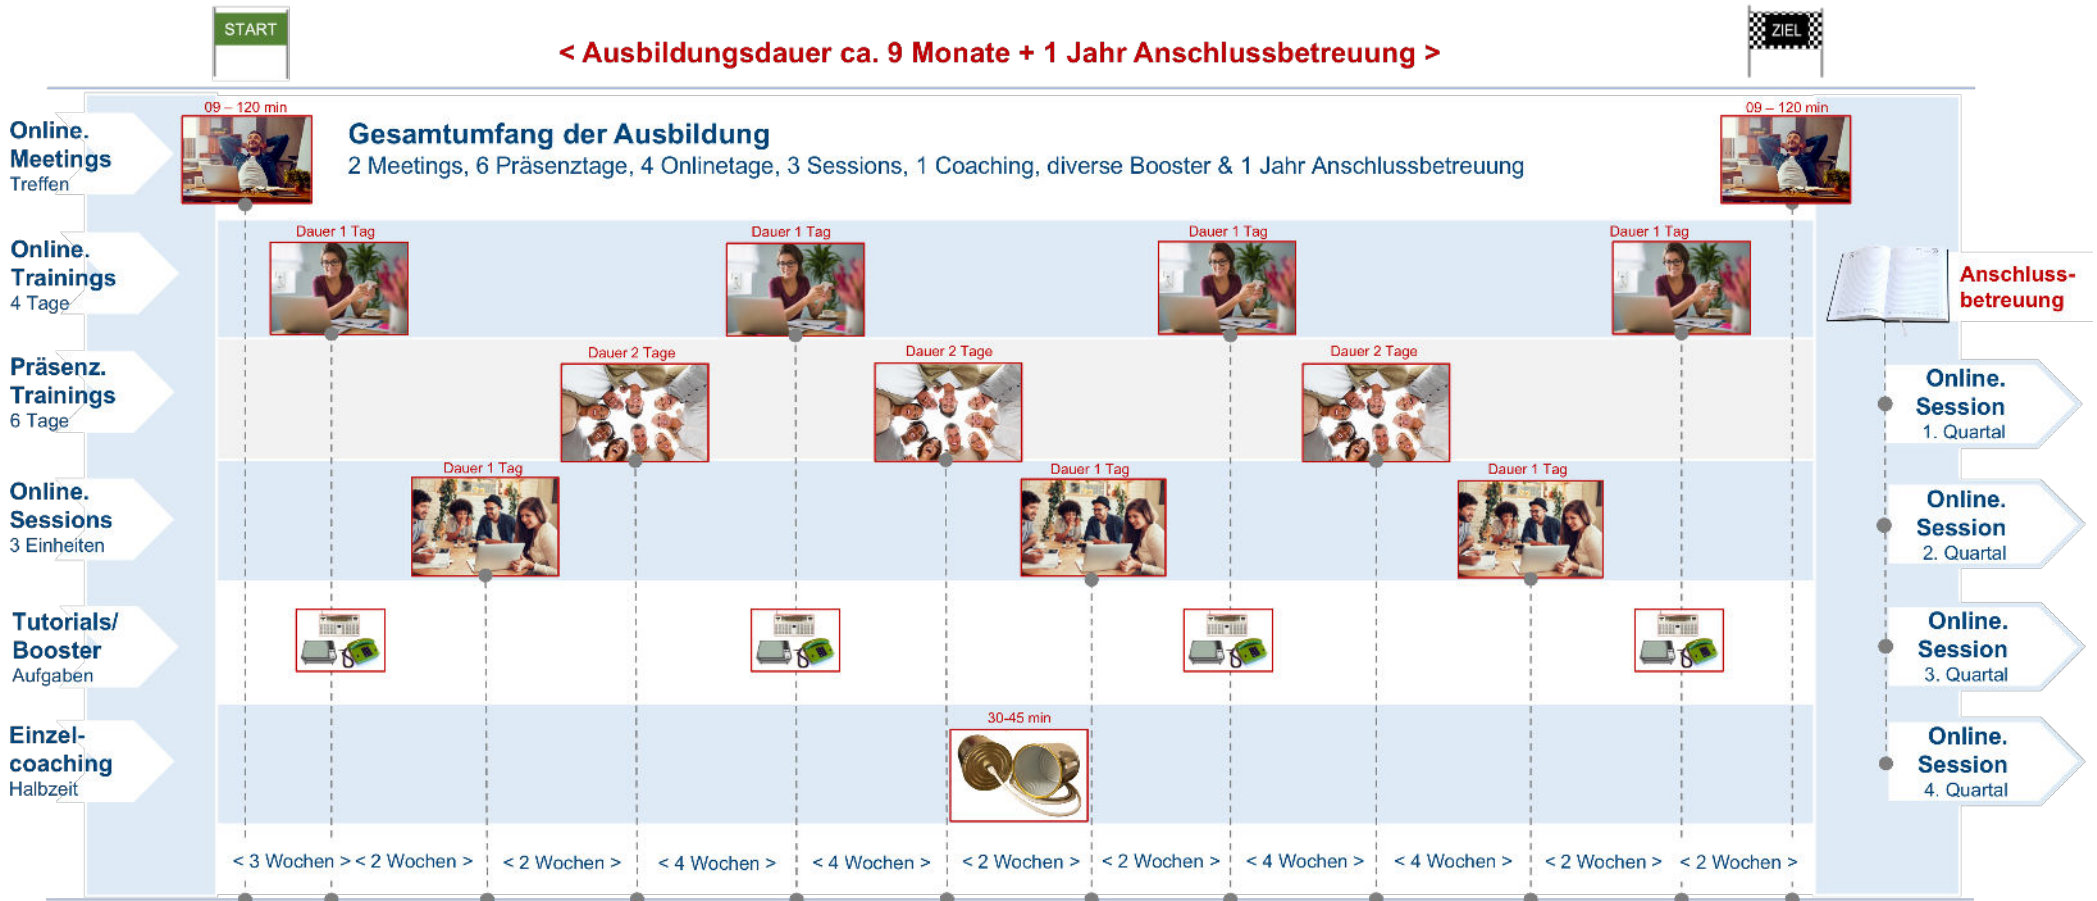 START
< Ausbildungsdauer ca. 9 Monate + 1 Jahr Anschlussbetreuung >
ZIEL
Online.
Meetings
Treffen
09 – 120 min
Gesamtumfang der Ausbildung
2 Meetings, 6 Präsenztage, 4 Onlinetage, 3 Sessions, 1 Coaching, diverse Booster & 1 Jahr Anschlussbetreuung
09 – 120 min
Online.
Trainings
4 Tage
Dauer 1 Tag
Dauer 1 Tag
Dauer 1 Tag
Dauer 1 Tag
Anschluss-
betreuung
Präsenz.
Trainings
6 Tage
Dauer 2 Tage
Dauer 2 Tage
Dauer 2 Tage
Online.
Session
1. Quartal
Online.
Sessions
3 Einheiten
Dauer 1 Tag
Dauer 1 Tag
Dauer 1 Tag
Online.
Session
2. Quartal
Tutorials/
Booster
Aufgaben
Online.
Session
3. Quartal
Einzel-
coaching
Halbzeit
30-45 min
Online.
Session
4. Quartal
< 3 Wochen > < 2 Wochen > < 2 Wochen > < 4 Wochen > < 4 Wochen > < 2 Wochen > < 2 Wochen > < 4 Wochen > < 4 Wochen > < 2 Wochen > < 2 Wochen >